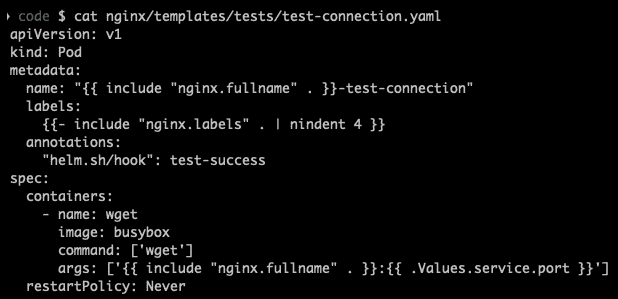 code $ cat nginx/templates/tests/test-connection.yaml
apiVersion: v1
kind: Pod
metadata:
  name: "{{ include "nginx.fullname" . }}-test-connection"
  labels:
    {{- include "nginx.labels" . | nindent 4 }}
  annotations:
    "helm.sh/hook": test-success
spec:
  containers:
    - name: wget
      image: busybox
      command: ['wget']
      args: ['{{ include "nginx.fullname" . }}:{{ .Values.service.port }}']
  restartPolicy: Never